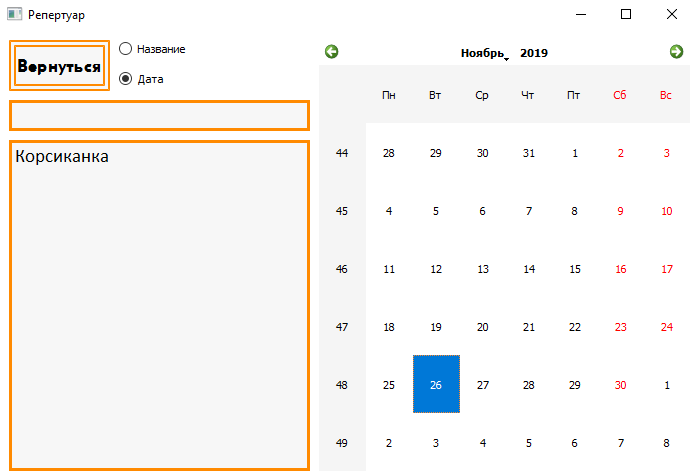 Репертуар
Вернуться
Название
Дата
Корсиканка
Ноябрь 2019
Пн Вт Ср Чт Пт Сб Вс
44 28 29 30 31 1 2 3
45 4 5 6 7 8 9 10
46 11 12 13 14 15 16 17
47 18 19 20 21 22 23 24
48 25 26 27 28 29 30 1
49 2 3 4 5 6 7 8